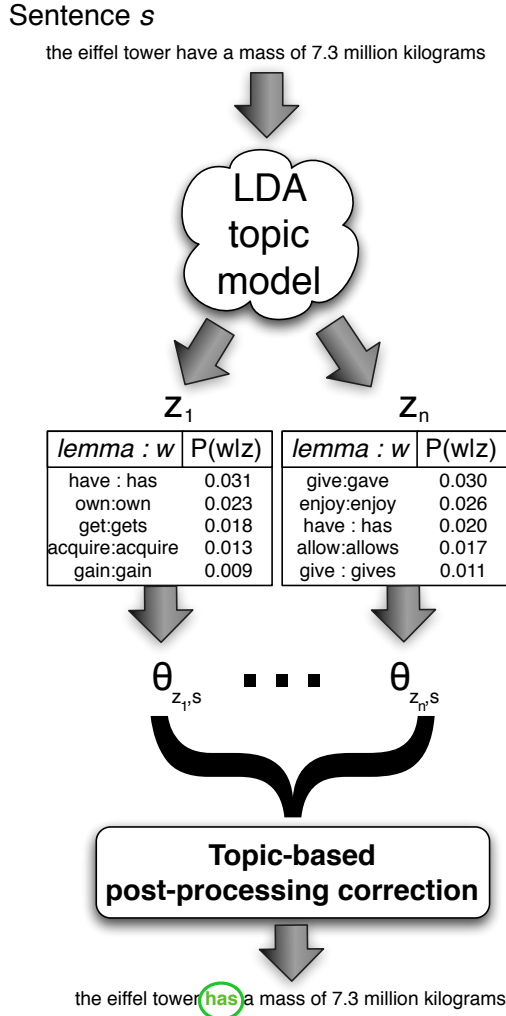 Sentence s
the eiffel tower have a mass of 7.3 million kilograms
LDA
topic
model
z1 zn
lemma : w P(w|z) lemma : w P(w|z)
have : has 0.031 give:gave 0.030
own:own 0.023 enjoy:enjoy 0.026
get:gets 0.018 have : has 0.020
acquire:acquire 0.013 allow:allows 0.017
gain:gain 0.009 give : gives 0.011
θz1,s ... θzn,s
Topic-based
post-processing correction
the eiffel tower has a mass of 7.3 million kilograms